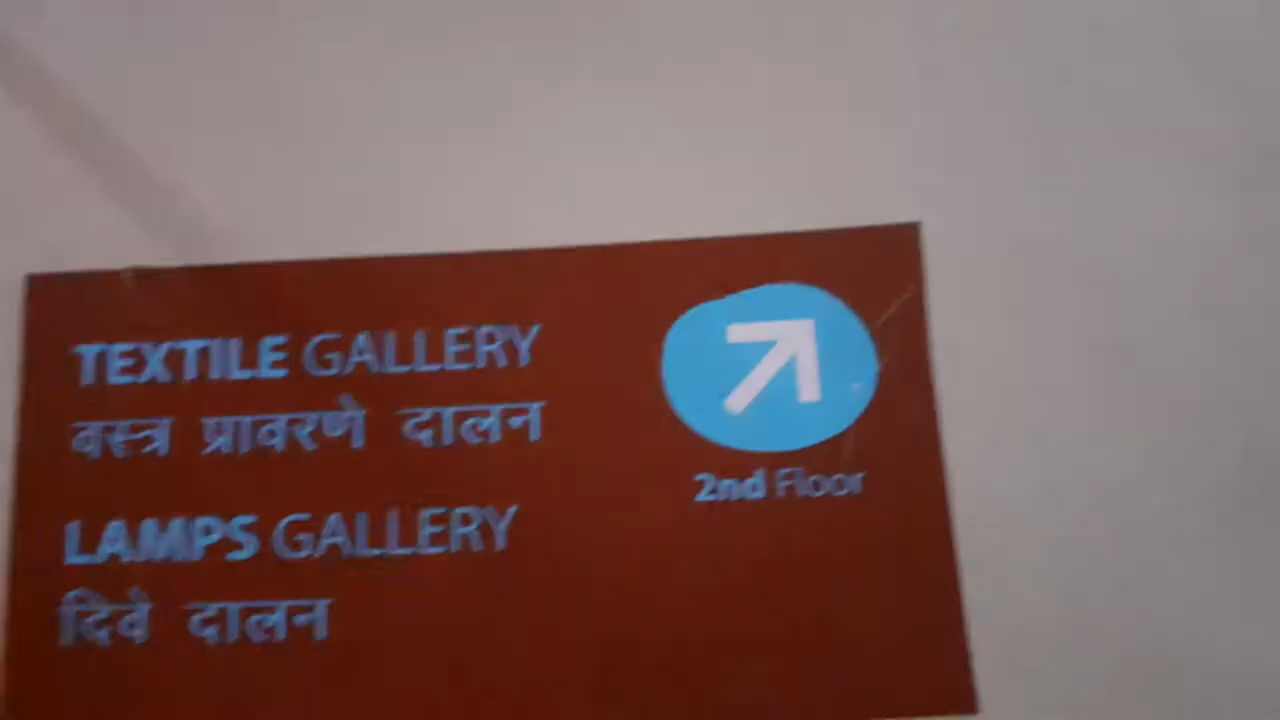 TEXTILE GALLERY
वस्त्र प्रावरणे दालन
LAMPS GALLERY
दिवे दालन
2nd Floor